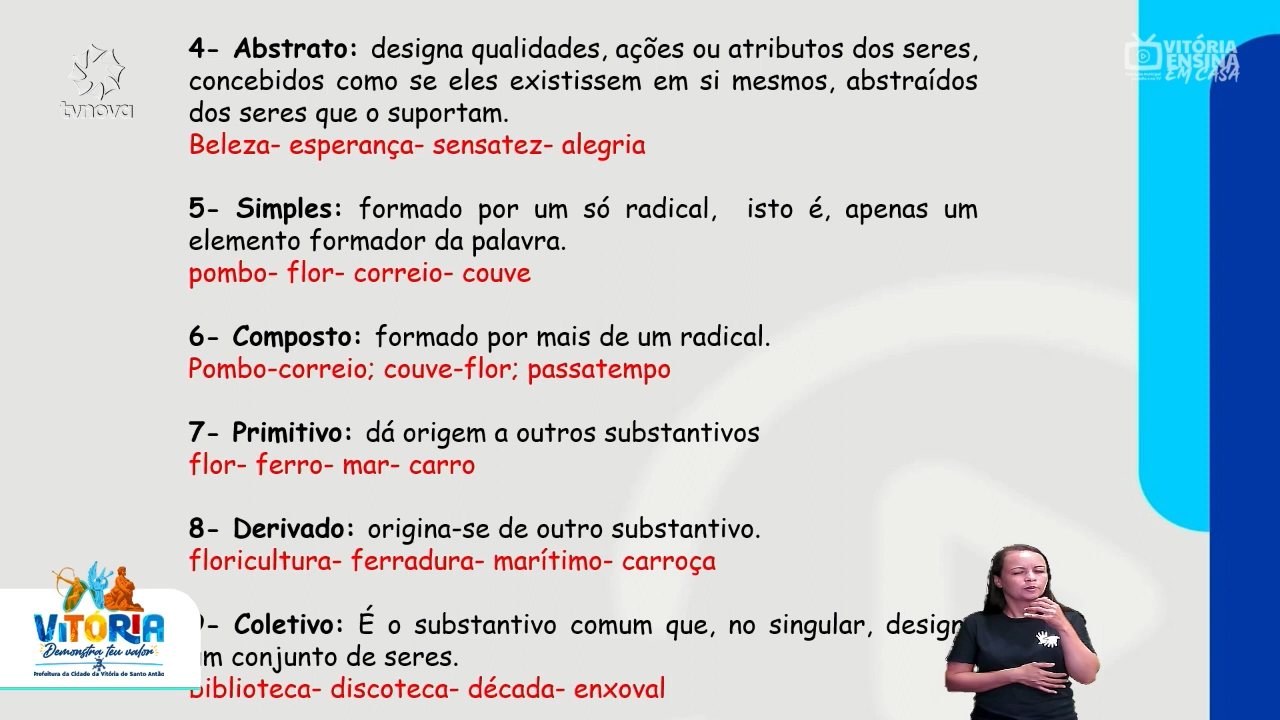 4- Abstrato: designa qualidades, ações ou atributos dos seres,
concebidos como se eles existissem em si mesmos, abstraídos
dos seres que o suportam.
Beleza- esperança- sensatez- alegria
5- Simples: formado por um só radical, isto é, apenas um
elemento formador da palavra.
pombo- flor- correio- couve
6- Composto: formado por mais de um radical.
Pombo-correio; couve-flor; passatempo
7- Primitivo: dá origem a outros substantivos
flor- ferro- mar- carro
8- Derivado: origina-se de outro substantivo.
floricultura- ferradura- marítimo- carroça
9- Coletivo: É o substantivo comum que, no singular, design
um conjunto de seres.
biblioteca- discoteca- década- enxoval
tvnova
VITÓRIA
ENSINA
EM CASA
VITÓRIA
Demonstra teu valor
Prefeitura da Cidade da Vitória de Santo Antão